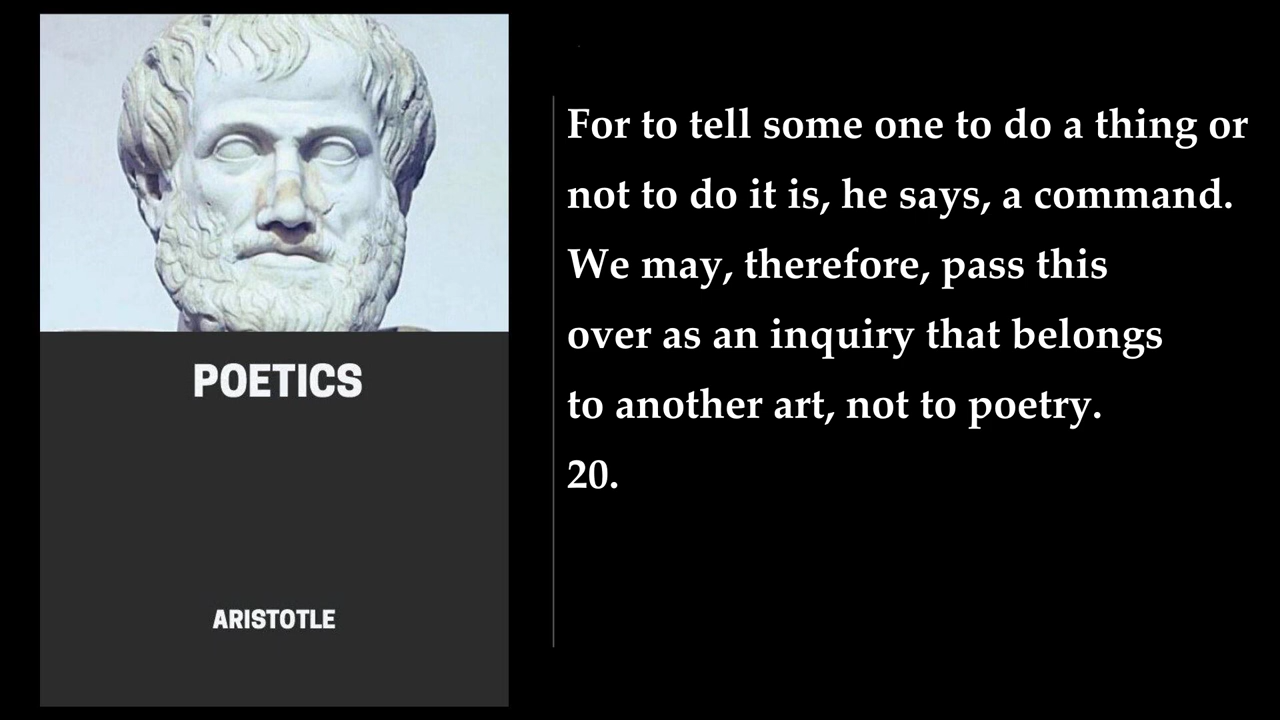 POETICS
ARISTOTLE
For to tell some one to do a thing or
not to do it is, he says, a command.
We may, therefore, pass this
over as an inquiry that belongs
to another art, not to poetry.
20.